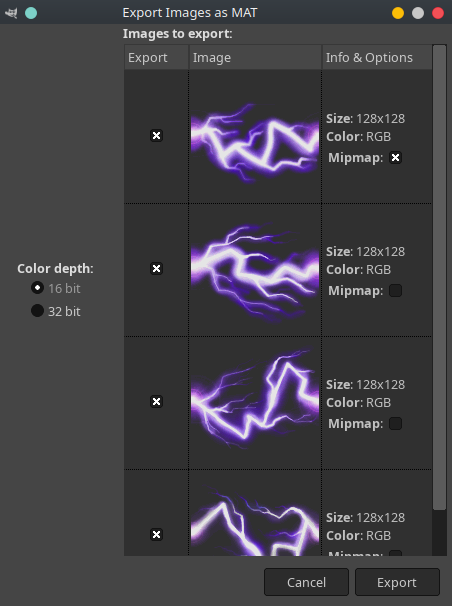 Export Images as MAT
Images to export:
Export Image Info & Options
Size: 128x128
Color: RGB
Mipmap:
Size: 128x128
Color: RGB
Mipmap:
Color depth:
16 bit
32 bit
Size: 128x128
Color: RGB
Mipmap:
Size: 128x128
Color: RGB
Mipmap:
Cancel Export